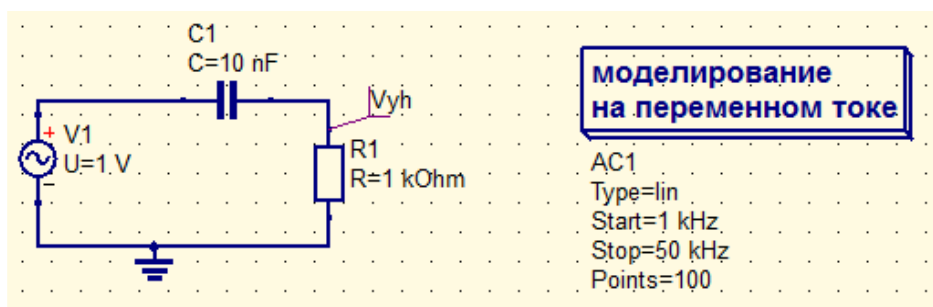 C1
C=10 nF
Vyh
+ V1
U=1 V
−
R1
R=1 kOhm
моделирование
на переменном токе
AC1
Type=lin
Start=1 kHz
Stop=50 kHz
Points=100